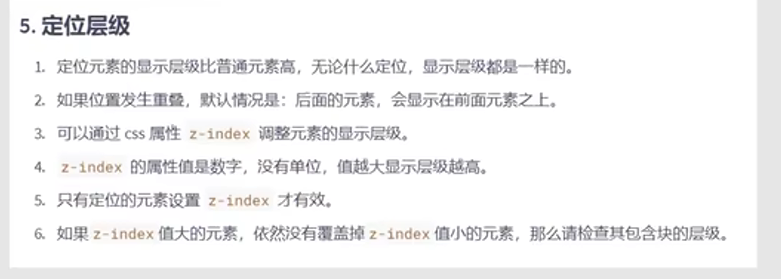 5. 定位层级
1. 定位元素的显示层级比普通元素高，无论什么定位，显示层级都是一样的。
2. 如果位置发生重叠，默认情况是：后面的元素，会显示在前面元素之上。
3. 可以通过 css 属性 z-index 调整元素的显示层级。
4. z-index 的属性值是数字，没有单位，值越大显示层级越高。
5. 只有定位的元素设置 z-index 才有效。
6. 如果 z-index 值大的元素，依然没有覆盖掉 z-index 值小的元素，那么请检查其包含块的层级。